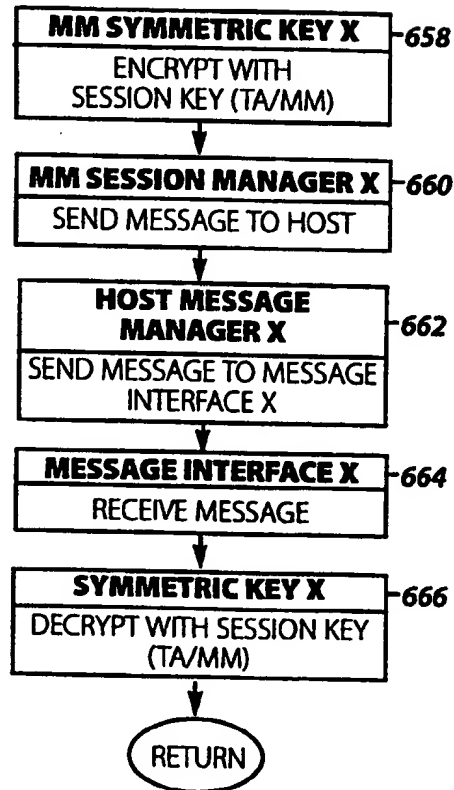 MM SYMMETRIC KEY X
658
ENCRYPT WITH
SESSION KEY (TA/MM)
MM SESSION MANAGER X
660
SEND MESSAGE TO HOST
HOST MESSAGE
MANAGER X
662
SEND MESSAGE TO MESSAGE
INTERFACE X
MESSAGE INTERFACE X
664
RECEIVE MESSAGE
SYMMETRIC KEY X
666
DECRYPT WITH SESSION KEY
(TA/MM)
RETURN